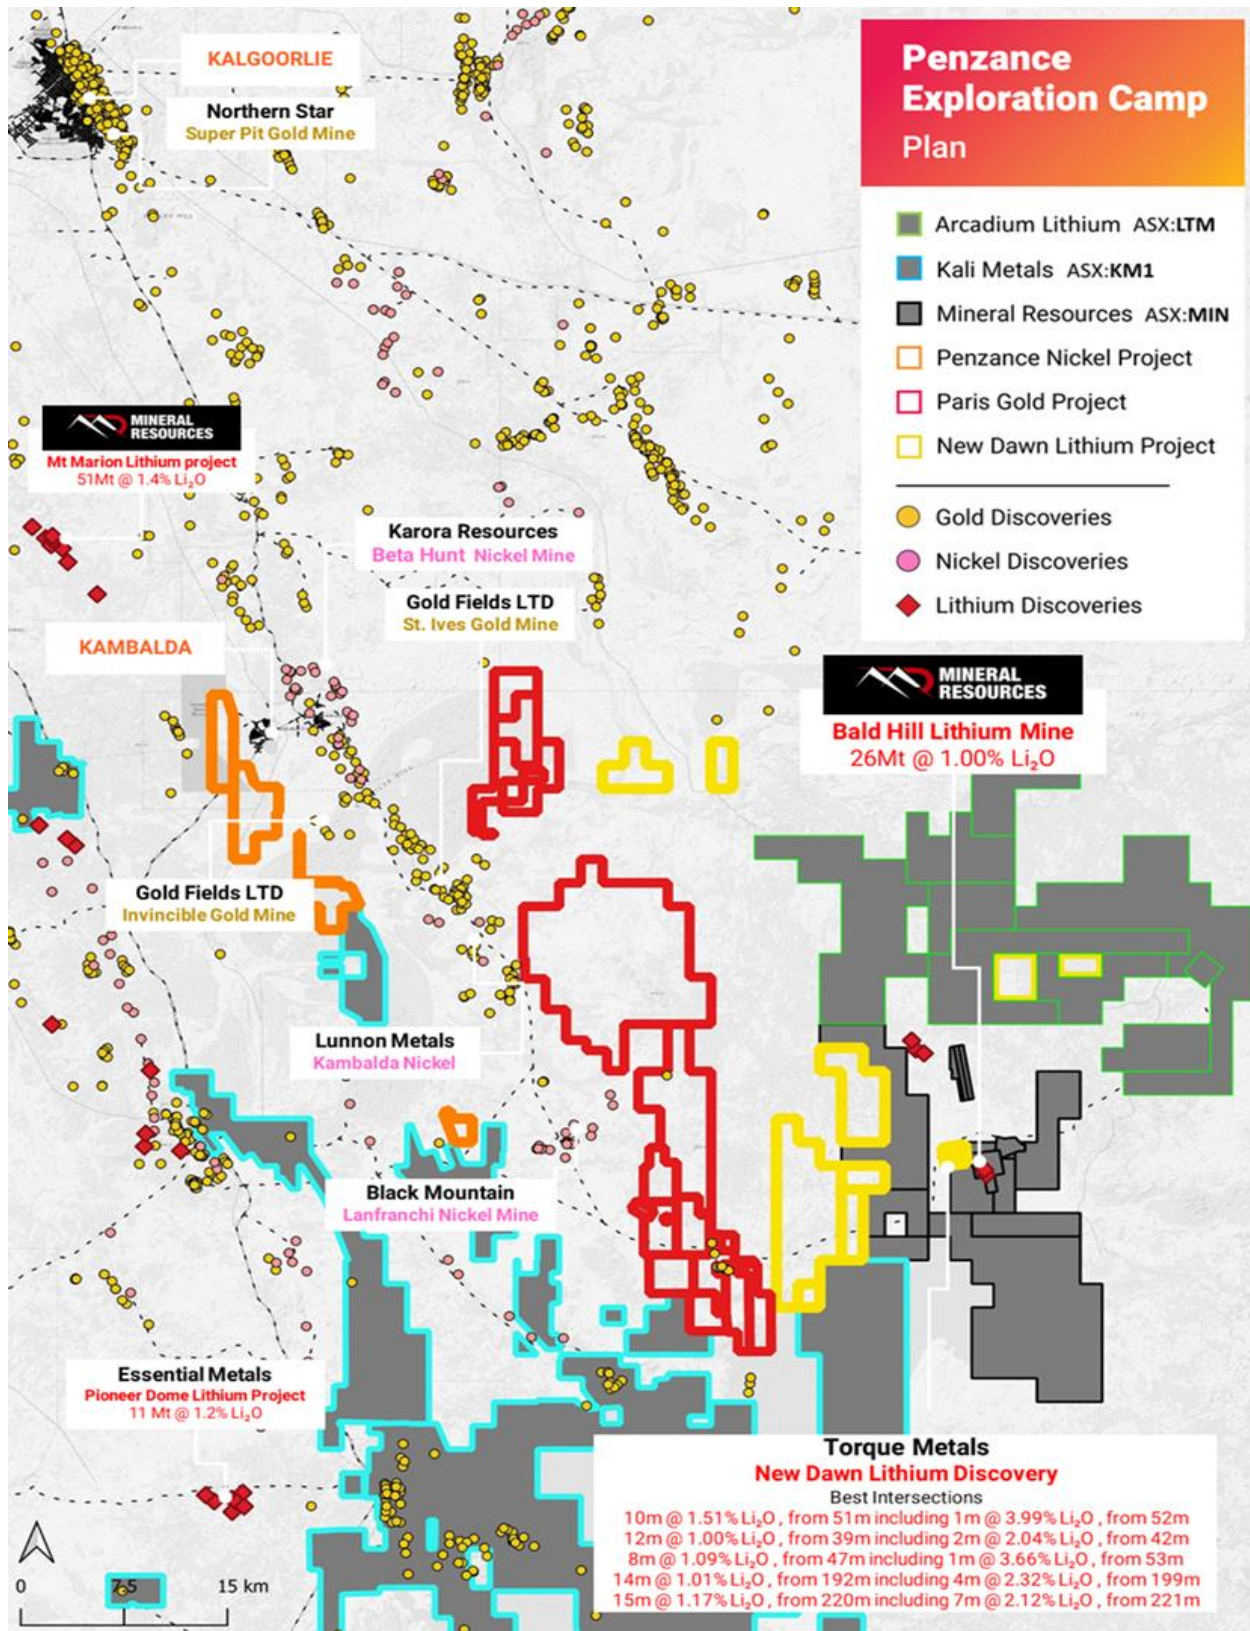 KALGOORLIE
Northern Star
Super Pit Gold Mine
Penzance
Exploration Camp
Plan
Arcadium Lithium ASX:LTM
Kali Metals ASX:KM1
Mineral Resources ASX:MIN
Penzance Nickel Project
Paris Gold Project
New Dawn Lithium Project
Gold Discoveries
Nickel Discoveries
Lithium Discoveries
MINERAL
RESOURCES
Mt Marion Lithium project
51Mt @ 1.4% Li₂O
Karora Resources
Beta Hunt Nickel Mine
Gold Fields LTD
St. Ives Gold Mine
KAMBALDA
MINERAL
RESOURCES
Bald Hill Lithium Mine
26Mt @ 1.00% Li₂O
Gold Fields LTD
Invincible Gold Mine
Lunnon Metals
Kambalda Nickel
Black Mountain
Lanfranchi Nickel Mine
Essential Metals
Pioneer Dome Lithium Project
11 Mt @ 1.2% Li₂O
Torque Metals
New Dawn Lithium Discovery
Best Intersections
10m @ 1.51% Li₂O , from 51m including 1m @ 3.99% Li₂O , from 52m
12m @ 1.00% Li₂O , from 39m including 2m @ 2.04% Li₂O , from 42m
8m @ 1.09% Li₂O , from 47m including 1m @ 3.66% Li₂O , from 53m
14m @ 1.01% Li₂O , from 192m including 4m @ 2.32% Li₂O , from 199m
15m @ 1.17% Li₂O , from 220m including 7m @ 2.12% Li₂O , from 221m
0 7.5 15 km